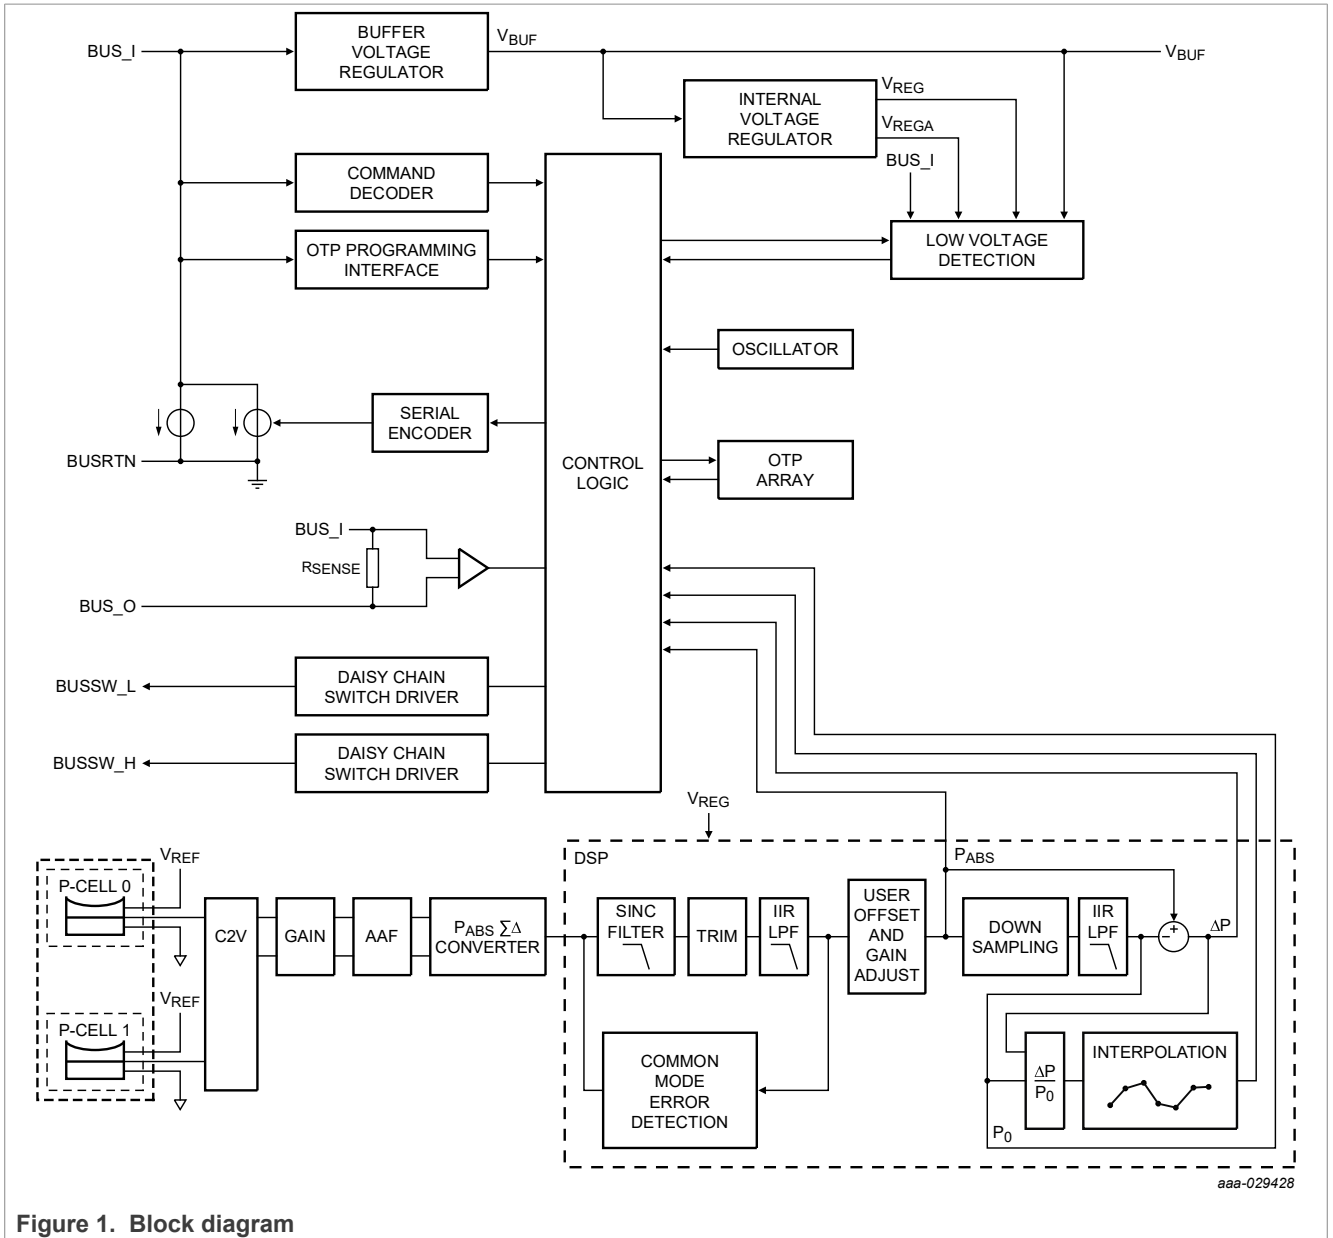 BUS_I
BUFFER
VOLTAGE
REGULATOR
VBUF
VBUF
INTERNAL
VOLTAGE
REGULATOR
VREG
VREGA
BUS_I
COMMAND
DECODER
OTP PROGRAMMING
INTERFACE
LOW VOLTAGE
DETECTION
OSCILLATOR
SERIAL
ENCODER
BUSRTN
CONTROL
LOGIC
OTP
ARRAY
BUS_I
RSENSE
BUS_O
DAISY CHAIN
SWITCH DRIVER
BUSSW_L
DAISY CHAIN
SWITCH DRIVER
BUSSW_H
VREG
DSP
PABS
VREF
P-CELL 0
C2V
GAIN
AAF
PABS ∑Δ
CONVERTER
SINC
FILTER
TRIM
IIR
LPF
USER
OFFSET
AND
GAIN
ADJUST
DOWN
SAMPLING
IIR
LPF
−
+
ΔP
VREF
P-CELL 1
COMMON
MODE
ERROR
DETECTION
ΔP
P0
INTERPOLATION
P0
aaa-029428
Figure 1. Block diagram